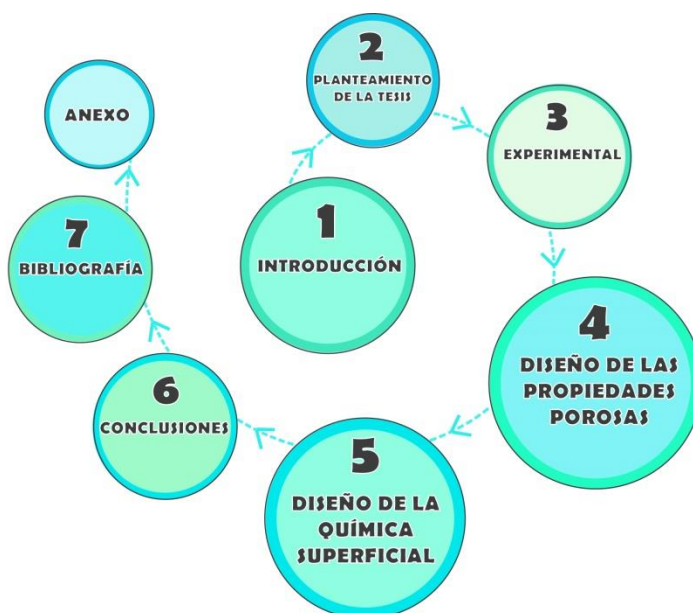 1
INTRODUCCIÓN
2
PLANTEAMIENTO
DE LA TESIS
3
EXPERIMENTAL
4
DISEÑO DE LAS
PROPIEDADES
POROSAS
5
DISEÑO DE LA
QUÍMICA
SUPERFICIAL
6
CONCLUSIONES
7
BIBLIOGRAFÍA
ANEXO